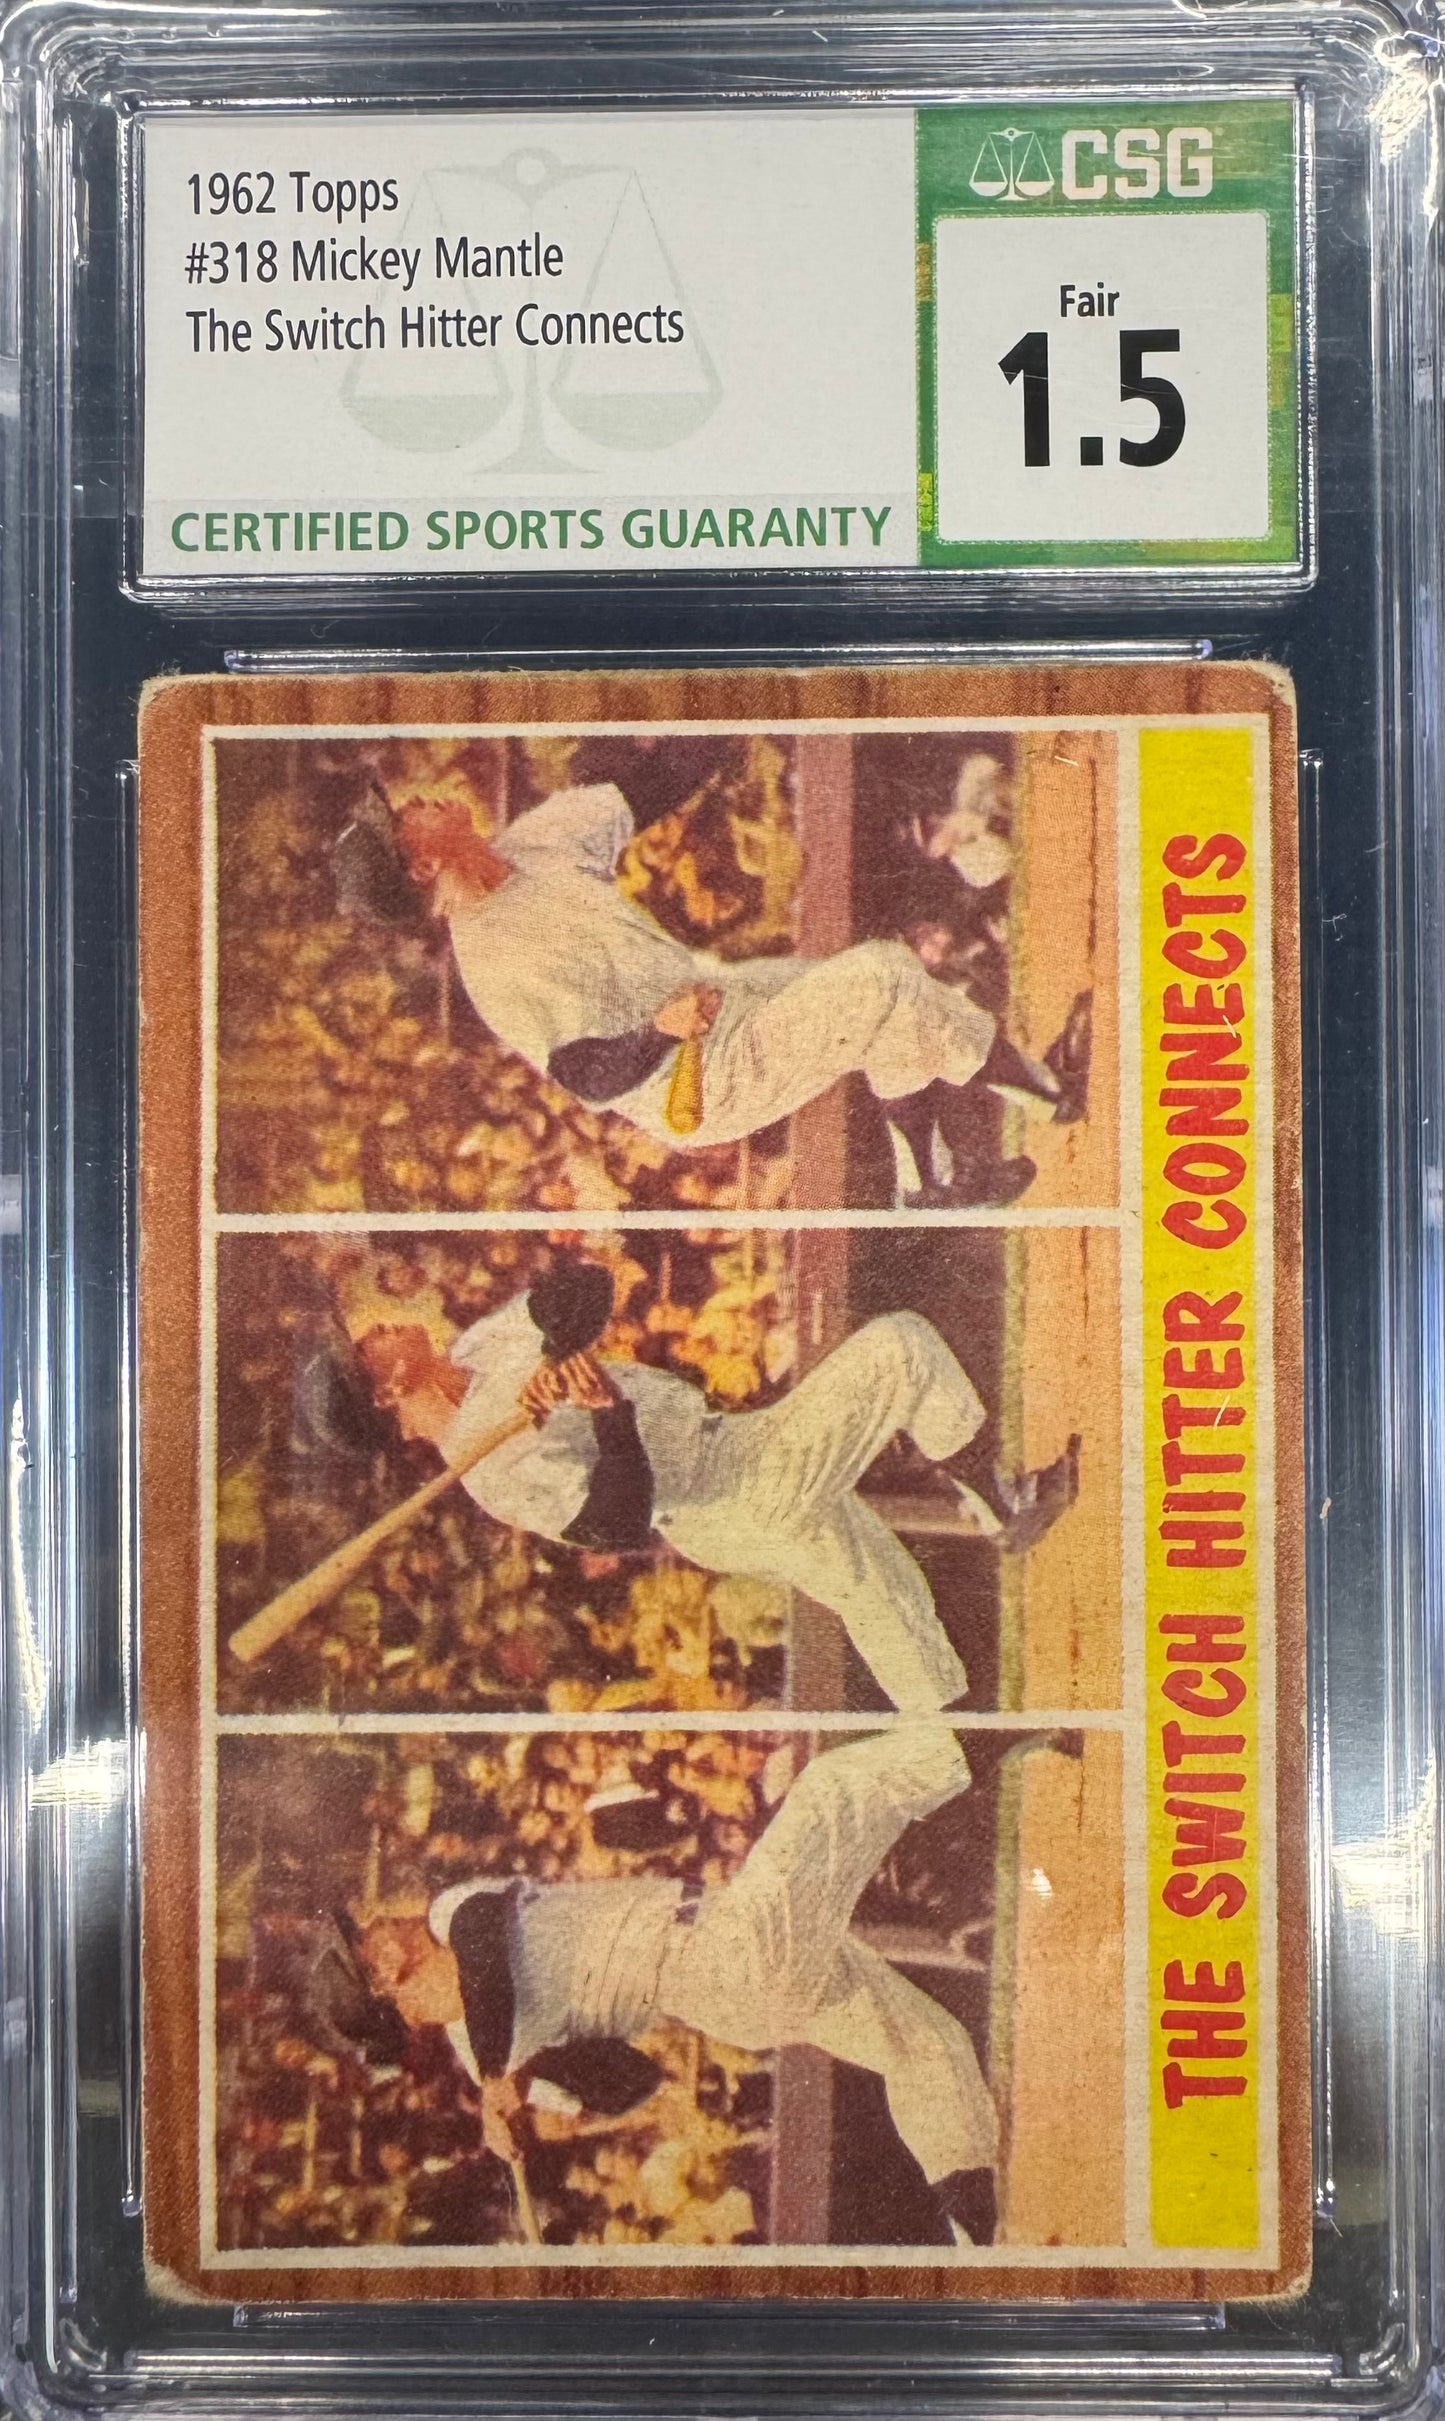 1962 Topps
#318 Mickey Mantle
The Switch Hitter Connects
CERTIFIED SPORTS GUARANTY
CSG
Fair
1.5
THE SWITCH HITTER CONNECTS